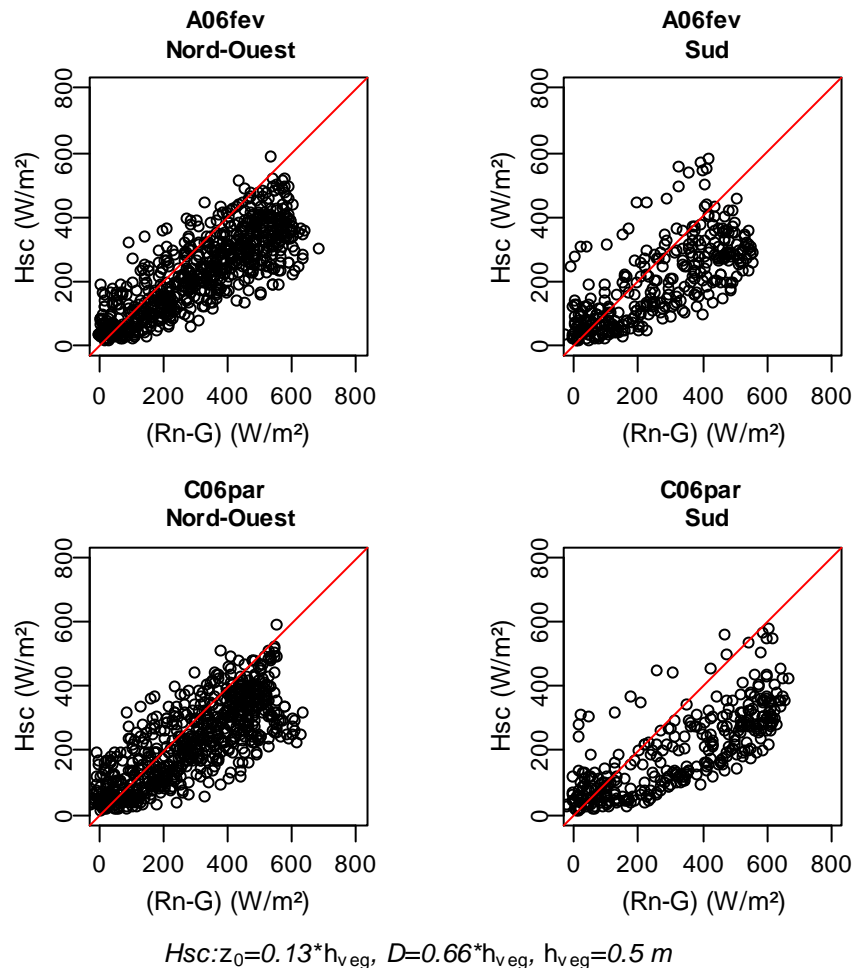 A06fev
Nord-Ouest
800
600
400
200
0
Hsc (W/m²)
0 200 400 600 800
(Rn-G) (W/m²)
A06fev
Sud
800
600
400
200
0
Hsc (W/m²)
0 200 400 600 800
(Rn-G) (W/m²)
C06par
Nord-Ouest
800
600
400
200
0
Hsc (W/m²)
0 200 400 600 800
(Rn-G) (W/m²)
C06par
Sud
800
600
400
200
0
Hsc (W/m²)
0 200 400 600 800
(Rn-G) (W/m²)
Hsc:z₀=0.13*hveg, D=0.66*hveg, hveg=0.5 m